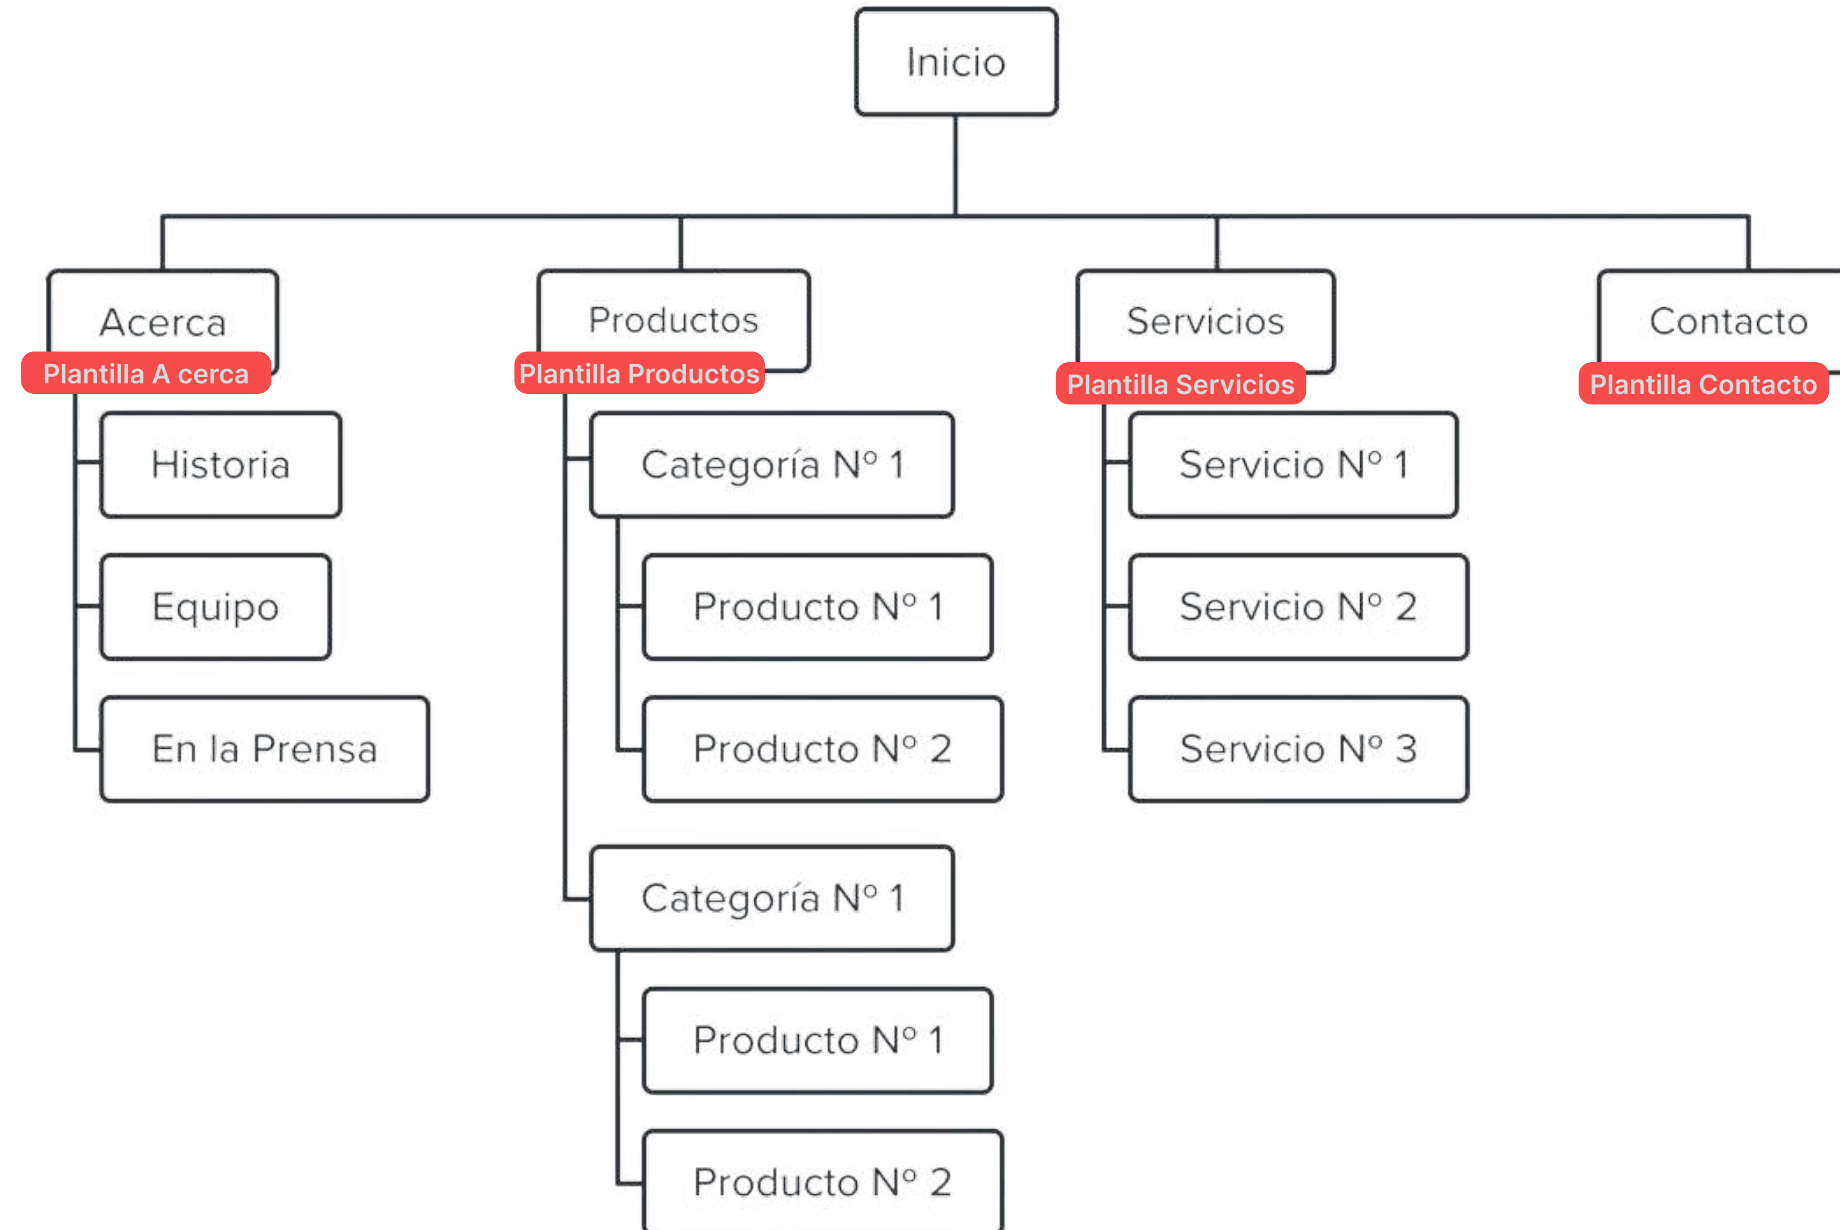 Inicio
Acerca
Plantilla A cerca
Historia
Equipo
En la Prensa
Productos
Plantilla Productos
Categoría Nº 1
Producto Nº 1
Producto Nº 2
Categoría Nº 1
Producto Nº 1
Producto Nº 2
Servicios
Plantilla Servicios
Servicio Nº 1
Servicio Nº 2
Servicio Nº 3
Contacto
Plantilla Contacto